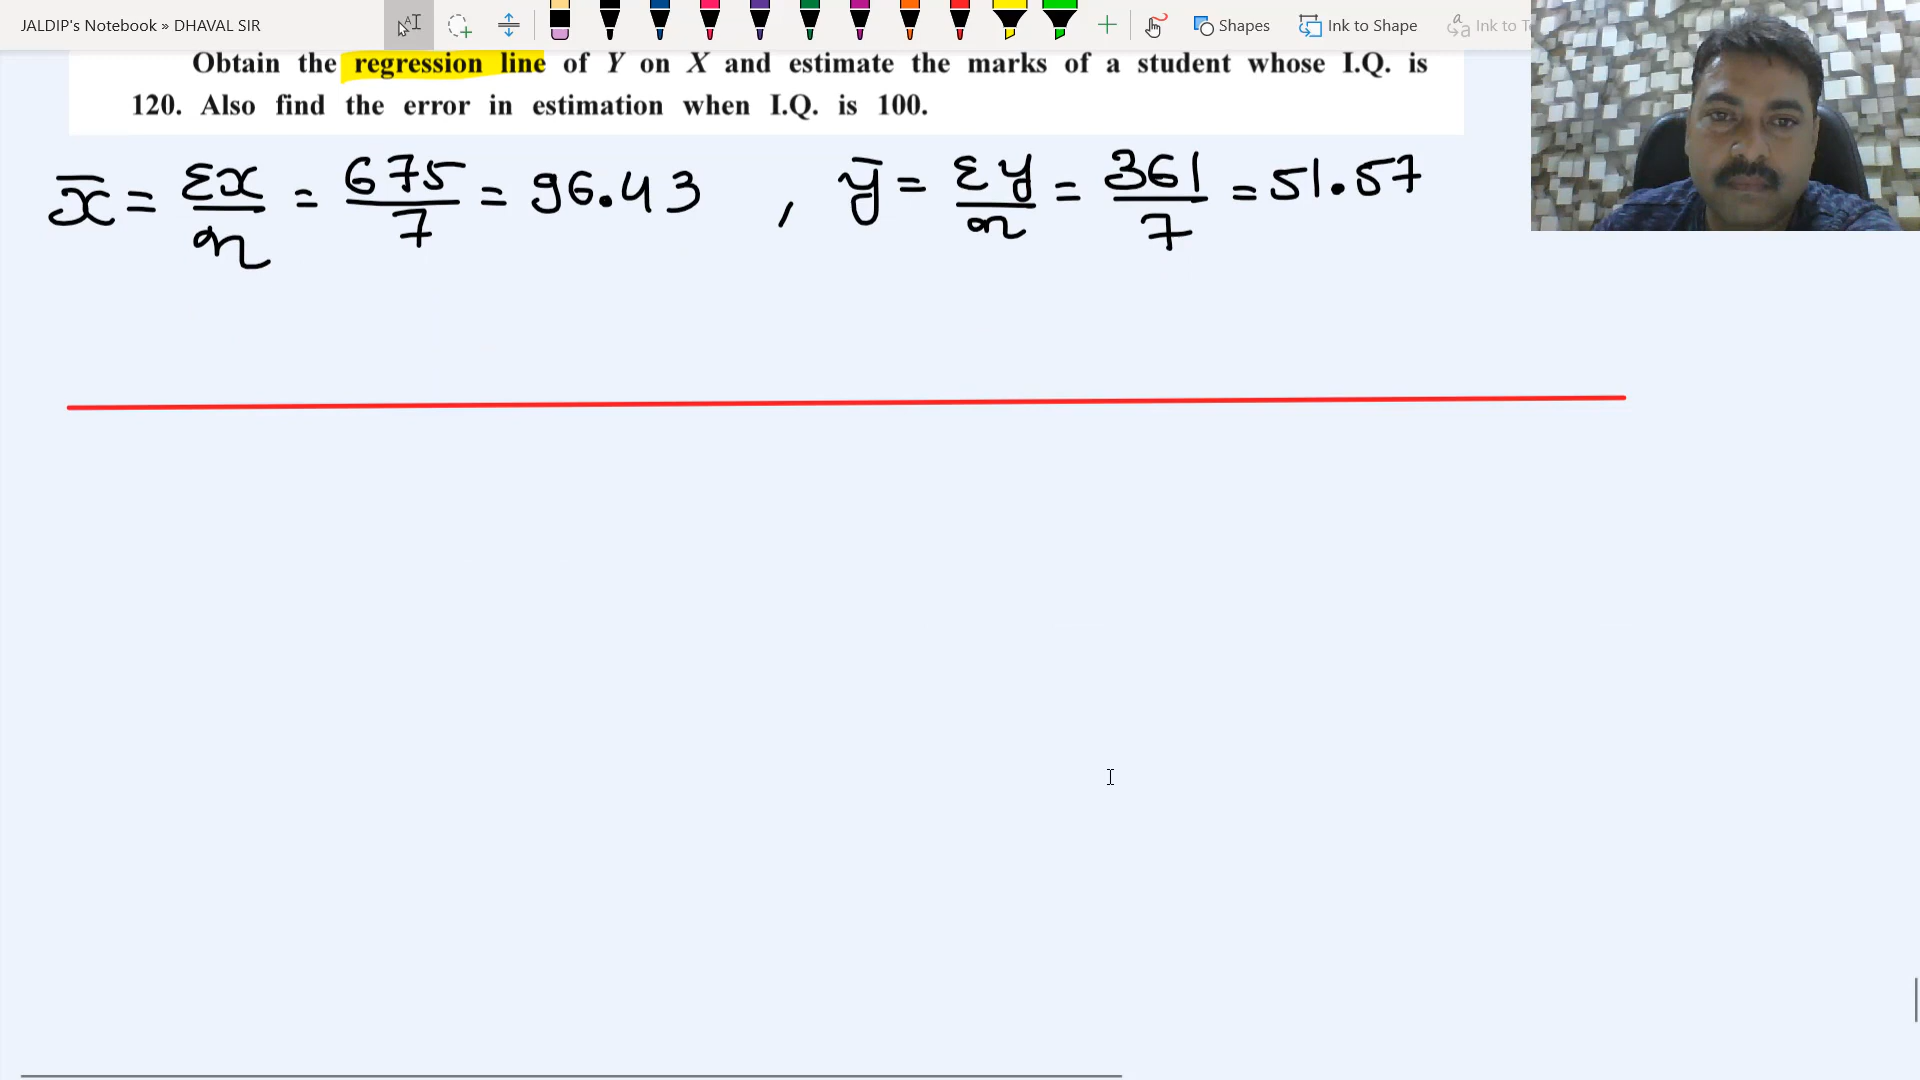 JALDIP's Notebook » DHAVAL SIR
Shapes
Ink to Shape
Ink to
Obtain the regression line of Y on X and estimate the marks of a student whose I.Q. is
120. Also find the error in estimation when I.Q. is 100.
x̄ = Σx/n = 675/7 = 96.43 , ȳ = Σy/n = 361/7 = 51.57